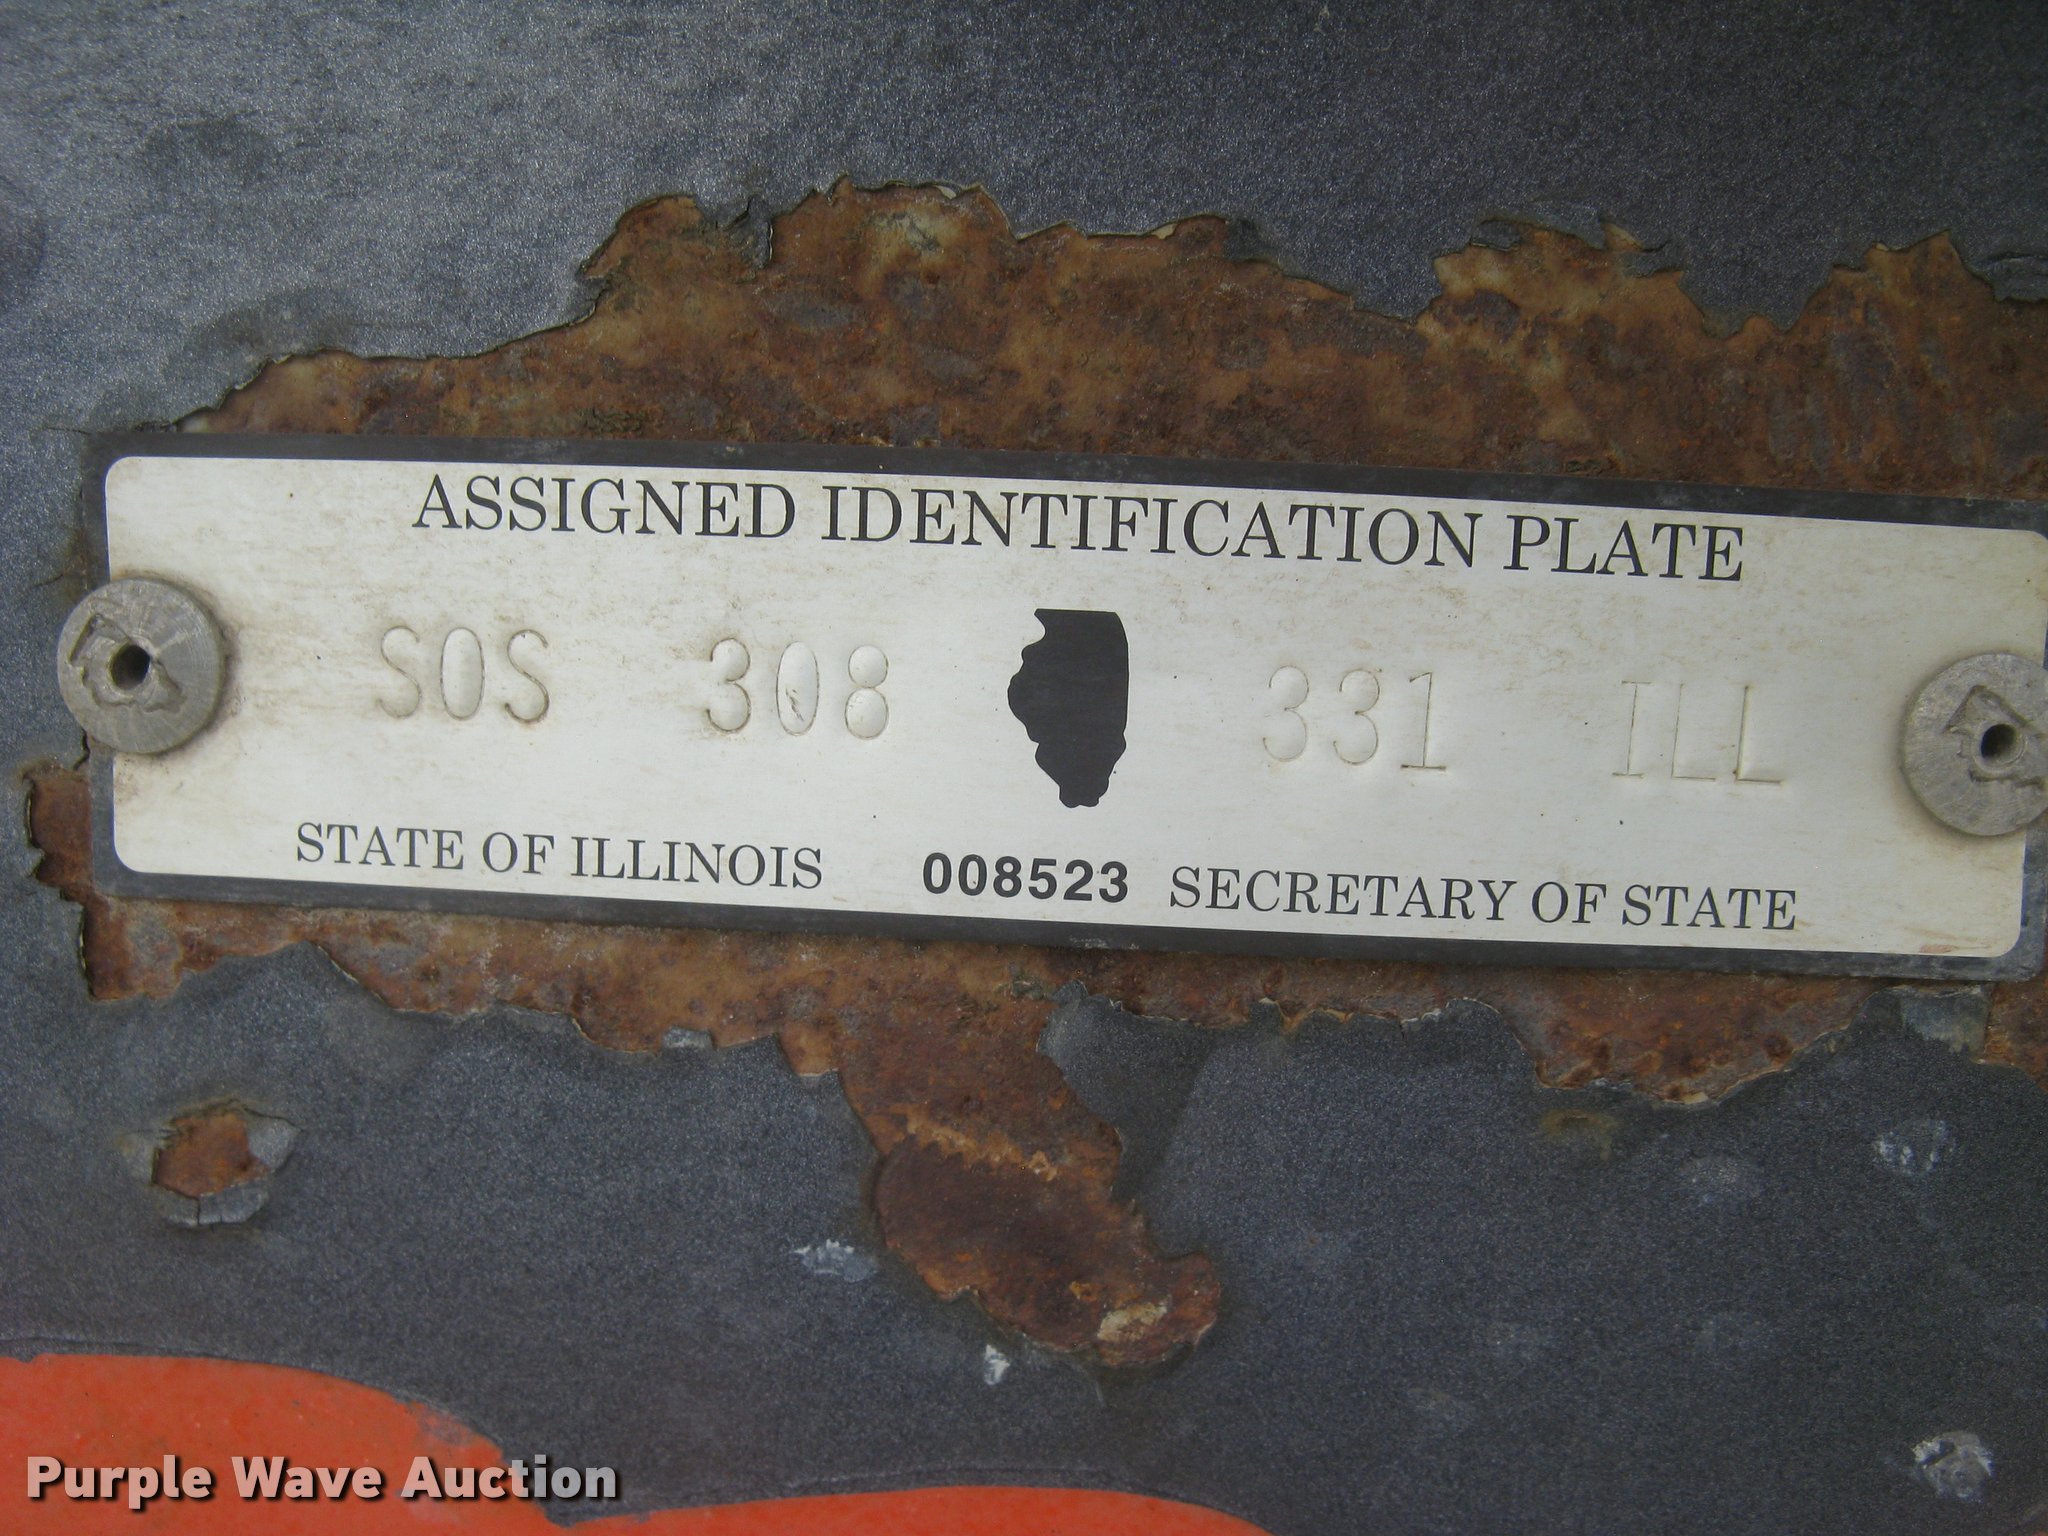 ASSIGNED IDENTIFICATION PLATE
SOS 308 331 ILL
STATE OF ILLINOIS 008523 SECRETARY OF STATE
Purple Wave Auction